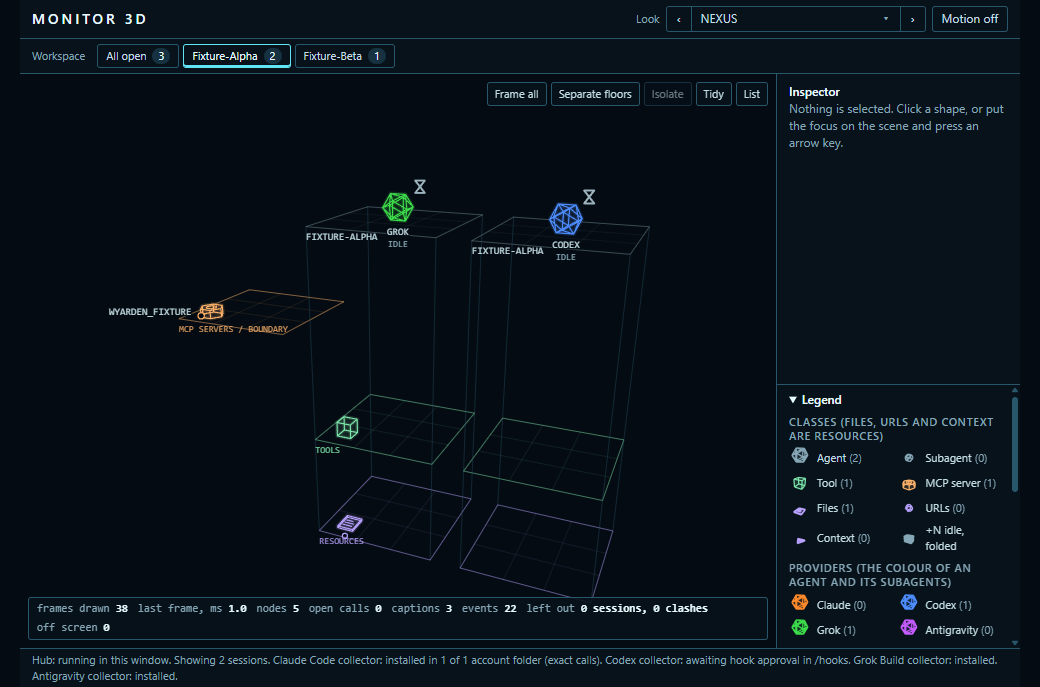 MONITOR 3D
Look
‹
NEXUS
›
Motion off
Workspace
All open 3
Fixture-Alpha 2
Fixture-Beta 1
Frame all
Separate floors
Isolate
Tidy
List
Inspector
Nothing is selected. Click a shape, or put
the focus on the scene and press an
arrow key.
GROK
IDLE
FIXTURE-ALPHA
CODEX
IDLE
FIXTURE-ALPHA
WYARDEN_FIXTURE
MCP SERVERS / BOUNDARY
TOOLS
RESOURCES
Legend
CLASSES (FILES, URLS AND CONTEXT
ARE RESOURCES)
Agent (2)
Subagent (0)
Tool (1)
MCP server (1)
Files (1)
URLs (0)
Context (0)
+N idle,
folded
PROVIDERS (THE COLOUR OF AN
AGENT AND ITS SUBAGENTS)
Claude (0)
Codex (1)
Grok (1)
Antigravity (0)
frames drawn 38 last frame, ms 1.0 nodes 5 open calls 0 captions 3 events 22 left out 0 sessions, 0 clashes
off screen 0
Hub: running in this window. Showing 2 sessions. Claude Code collector: installed in 1 of 1 account folder (exact calls). Codex collector: awaiting hook approval in /hooks. Grok Build collector: installed.
Antigravity collector: installed.